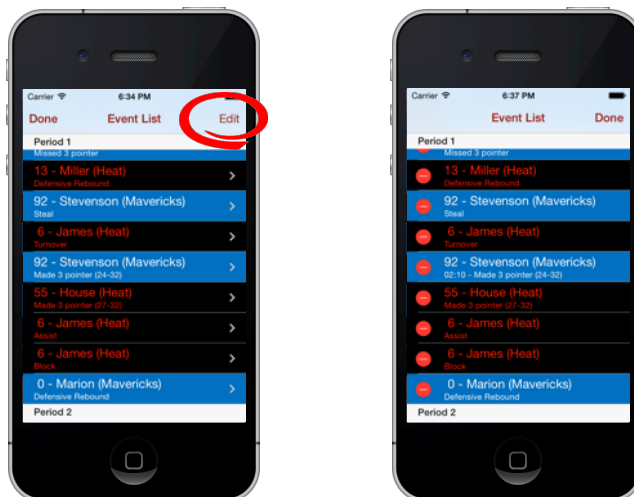 Carrier 6:34 PM
Done Event List Edit
Period 1
Missed 3 pointer
13 - Miller (Heat)
Defensive Rebound
92 - Stevenson (Mavericks)
Steal
6 - James (Heat)
Turnover
92 - Stevenson (Mavericks)
Made 3 pointer (24-32)
55 - House (Heat)
Made 3 pointer (27-32)
6 - James (Heat)
Assist
6 - James (Heat)
Block
0 - Marion (Mavericks)
Defensive Rebound
Period 2
Carrier 6:37 PM
Event List Done
Period 1
Missed 3 pointer
13 - Miller (Heat)
Defensive Rebound
92 - Stevenson (Mavericks)
Steal
6 - James (Heat)
Turnover
92 - Stevenson (Mavericks)
02:10 - Made 3 pointer (24-32)
55 - House (Heat)
Made 3 pointer (27-32)
6 - James (Heat)
Assist
6 - James (Heat)
Block
0 - Marion (Mavericks)
Defensive Rebound
Period 2